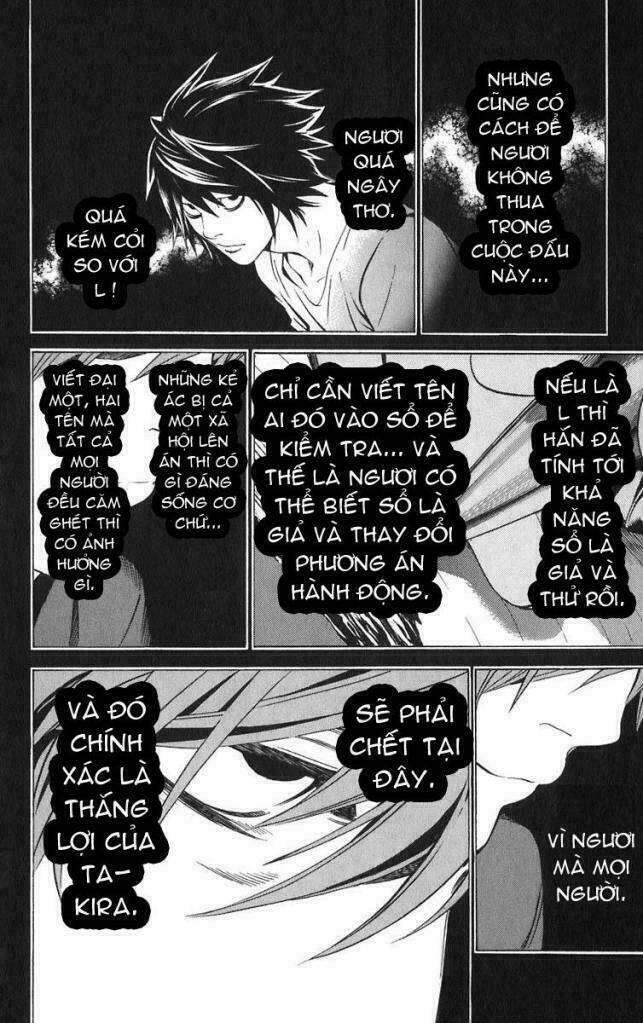 NHƯNG
CŨNG CÓ
CÁCH ĐỂ
NGƯƠI
KHÔNG
THUA
TRONG
CUỘC ĐẤU
NÀY...
NGƯƠI
QUÁ
NGÂY
THƠ.
QUÁ
KÉM CỎI
SO VỚI
L !
NẾU LÀ
L THÌ
HẮN ĐÃ
TÍNH TỚI
KHẢ
NĂNG
SỔ LÀ
GIẢ VÀ
THỬ RỒI.
CHỈ CẦN VIẾT TÊN
AI ĐÓ VÀO SỔ ĐỂ
KIỂM TRA... VÀ
THẾ LÀ NGƯƠI CÓ
THỂ BIẾT SỔ LÀ
GIẢ VÀ THAY ĐỔI
PHƯƠNG ÁN
HÀNH ĐỘNG.
NHỮNG KẺ
ÁC BỊ CẢ
MỘT XÃ
HỘI LÊN
ÁN THÌ CÓ
GÌ ĐÁNG
SỐNG CƠ
CHỨ...
VIẾT ĐẠI
MỘT, HAI
TÊN MÀ
TẤT CẢ
MỌI
NGƯỜI
ĐỀU CĂM
GHÉT THÌ
CÓ ẢNH
HƯỞNG
GÌ.
VÌ NGƯƠI
MÀ MỌI
NGƯỜI.
SẼ PHẢI
CHẾT TẠI
ĐÂY.
VÀ ĐÓ
CHÍNH
XÁC LÀ
THẮNG
LỢI CỦA
TA-
KIRA.